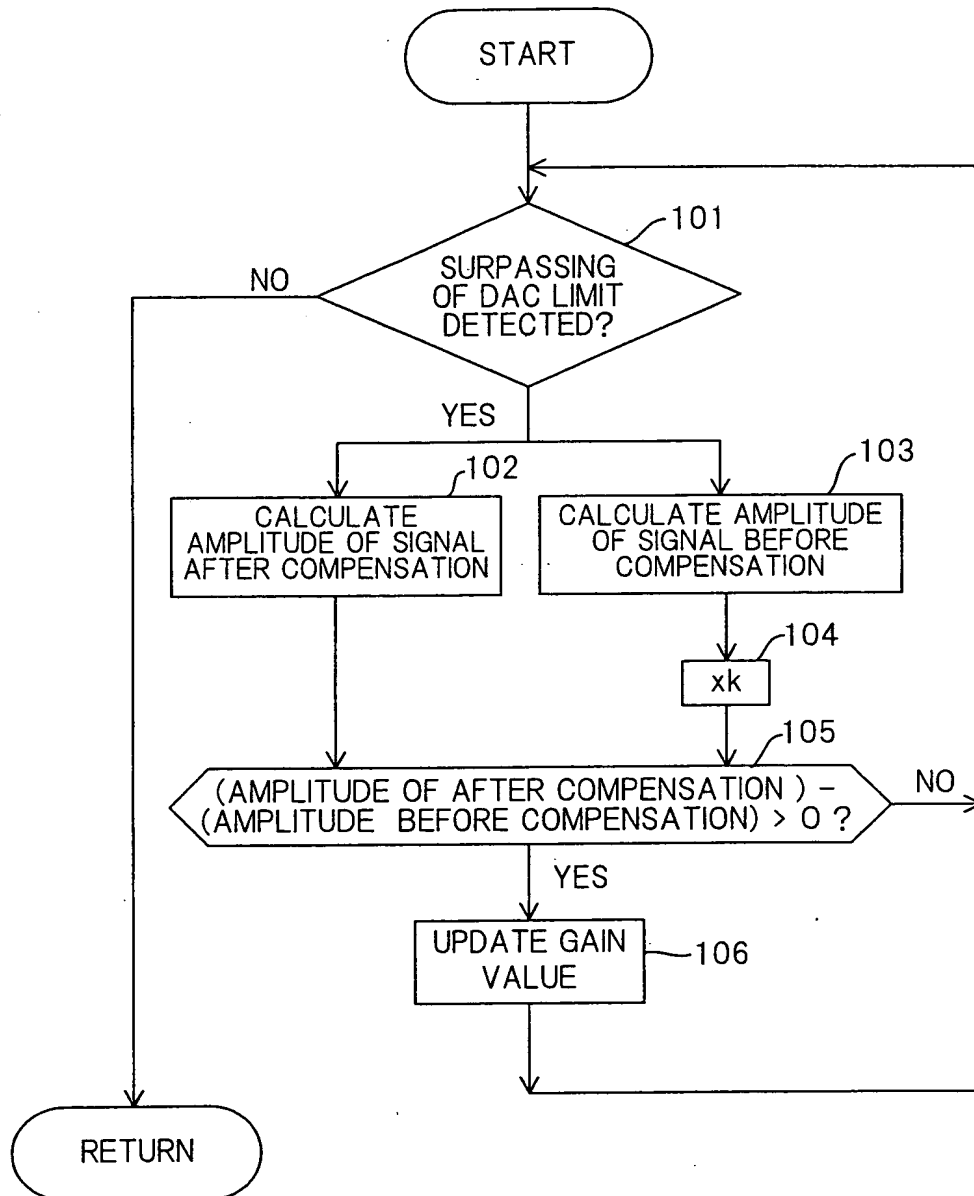 START
101
SURPASSING
OF DAC LIMIT
DETECTED?
NO
YES
102
CALCULATE
AMPLITUDE OF SIGNAL
AFTER COMPENSATION
103
CALCULATE AMPLITUDE
OF SIGNAL BEFORE
COMPENSATION
104
xk
105
(AMPLITUDE OF AFTER COMPENSATION ) –
(AMPLITUDE BEFORE COMPENSATION) > 0 ?
NO
YES
UPDATE GAIN
VALUE
106
RETURN